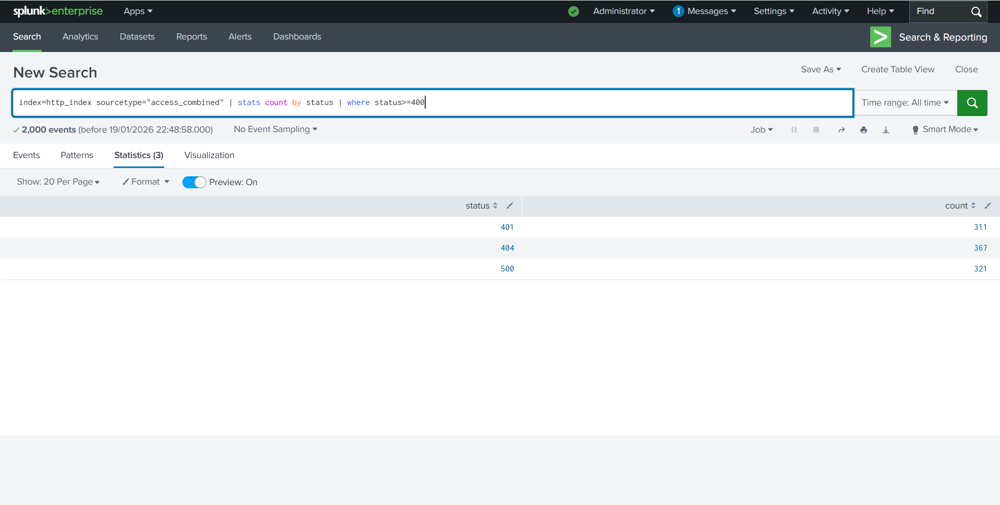 splunk>enterprise Apps Administrator 1 Messages Settings Activity Help Find
Search Analytics Datasets Reports Alerts Dashboards > Search & Reporting
New Search Save As Create Table View Close
index=http_index sourcetype="access_combined" | stats count by status | where status>=400 Time range: All time
2,000 events (before 19/01/2026 22:48:58.000) No Event Sampling Job Smart Mode
Events Patterns Statistics (3) Visualization
Show: 20 Per Page Format Preview: On
status count
401 311
404 367
500 321